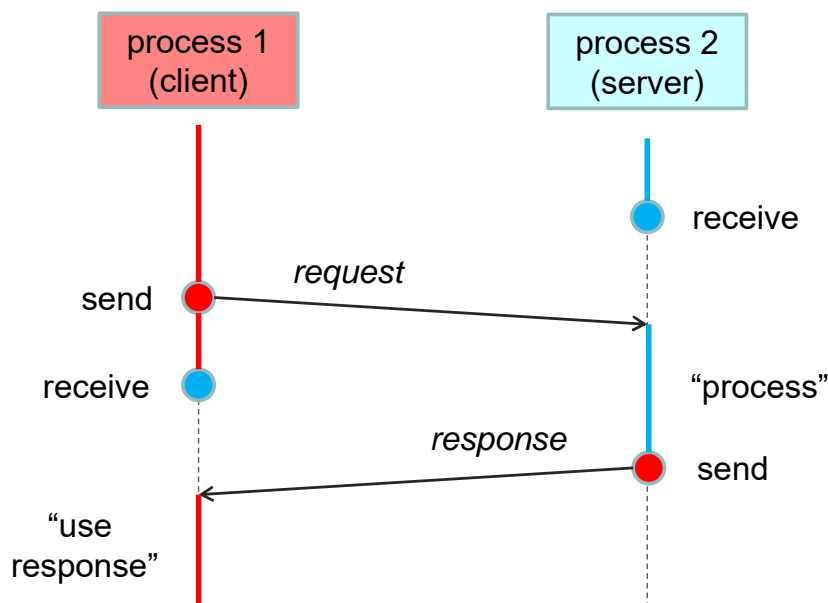 process 1
(client)
process 2
(server)
receive
request
send
receive
“process”
response
send
“use
response”